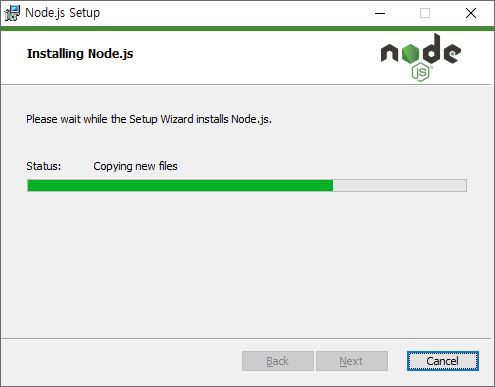 Node.js Setup
Installing Node.js
node
JS
Please wait while the Setup Wizard installs Node.js.
Status: Copying new files
Back Next Cancel